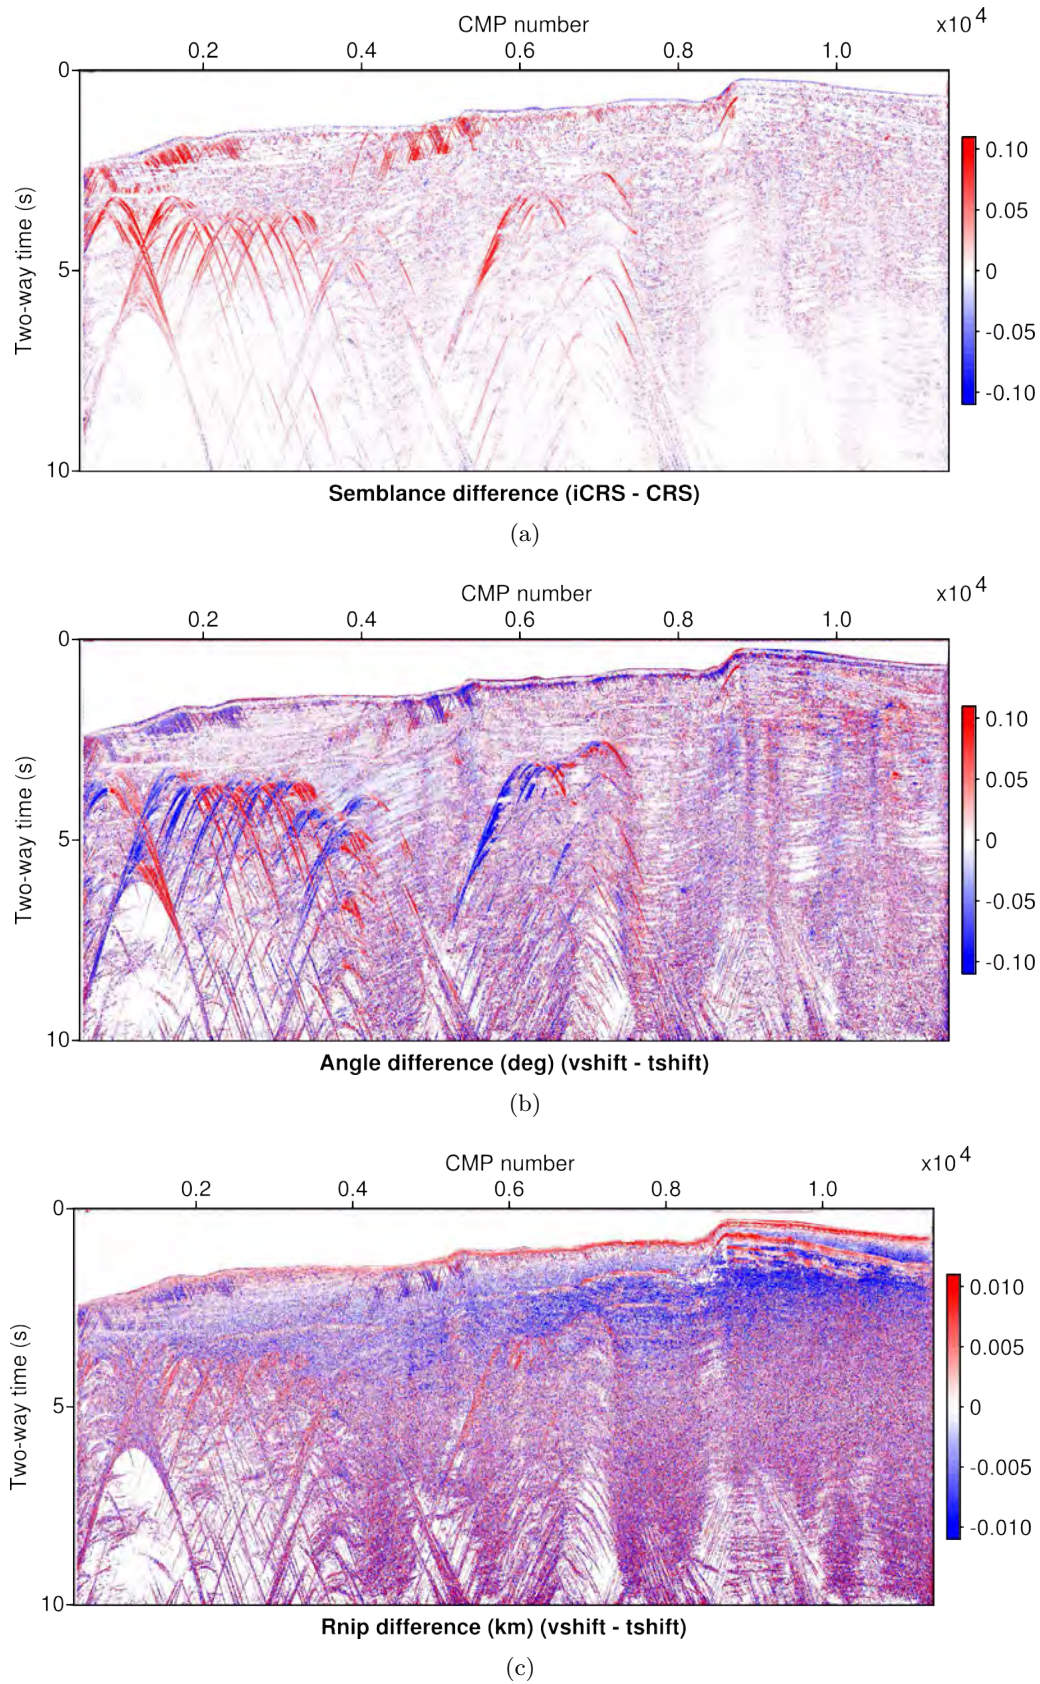 CMP number
x10 4
0.2 0.4 0.6 0.8 1.0
0
5
10
Two-way time (s)
0.10
0.05
0
-0.05
-0.10
Semblance difference (iCRS - CRS)
(a)
CMP number
x10 4
0.2 0.4 0.6 0.8 1.0
0
5
10
Two-way time (s)
0.10
0.05
0
-0.05
-0.10
Angle difference (deg) (vshift - tshift)
(b)
CMP number
x10 4
0.2 0.4 0.6 0.8 1.0
0
5
10
Two-way time (s)
0.010
0.005
0
-0.005
-0.010
Rnip difference (km) (vshift - tshift)
(c)